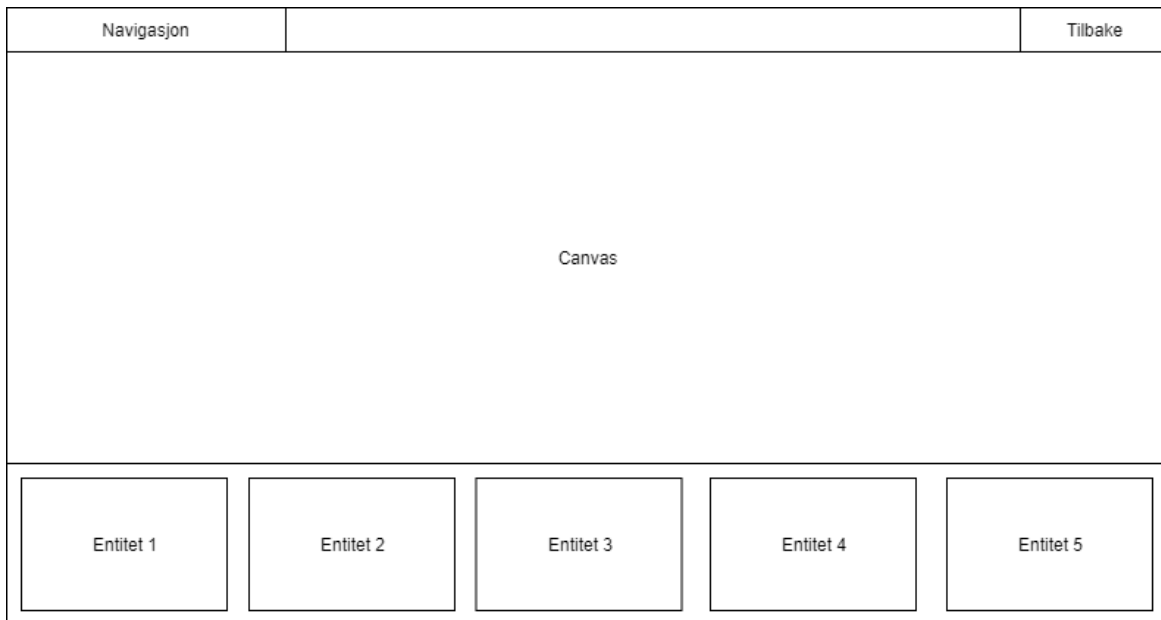 Navigasjon
Tilbake
Canvas
Entitet 1
Entitet 2
Entitet 3
Entitet 4
Entitet 5